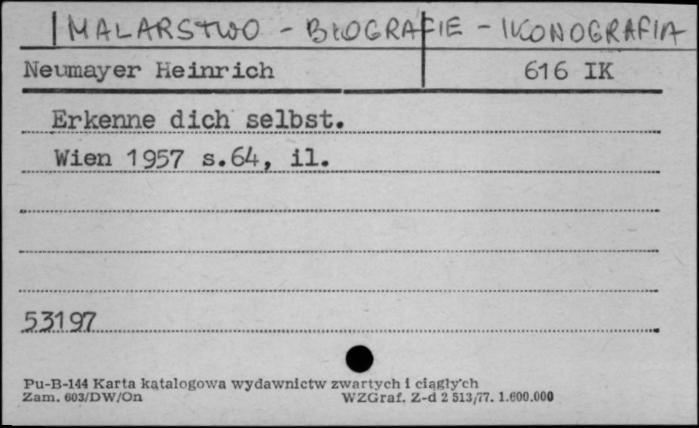 MALARSTWO - BIOGRAFIE - IKONOGRAFIA
Neumayer Heinrich 616 IK
Erkenne dich selbst.
Wien 1957 s.64, il.
53197
Pu-B-144 Karta katalogowa wydawnictw zwartych i ciągłych
Zam. 603/DW/On WZGraf. Z-d 2 513/77. 1.600.000